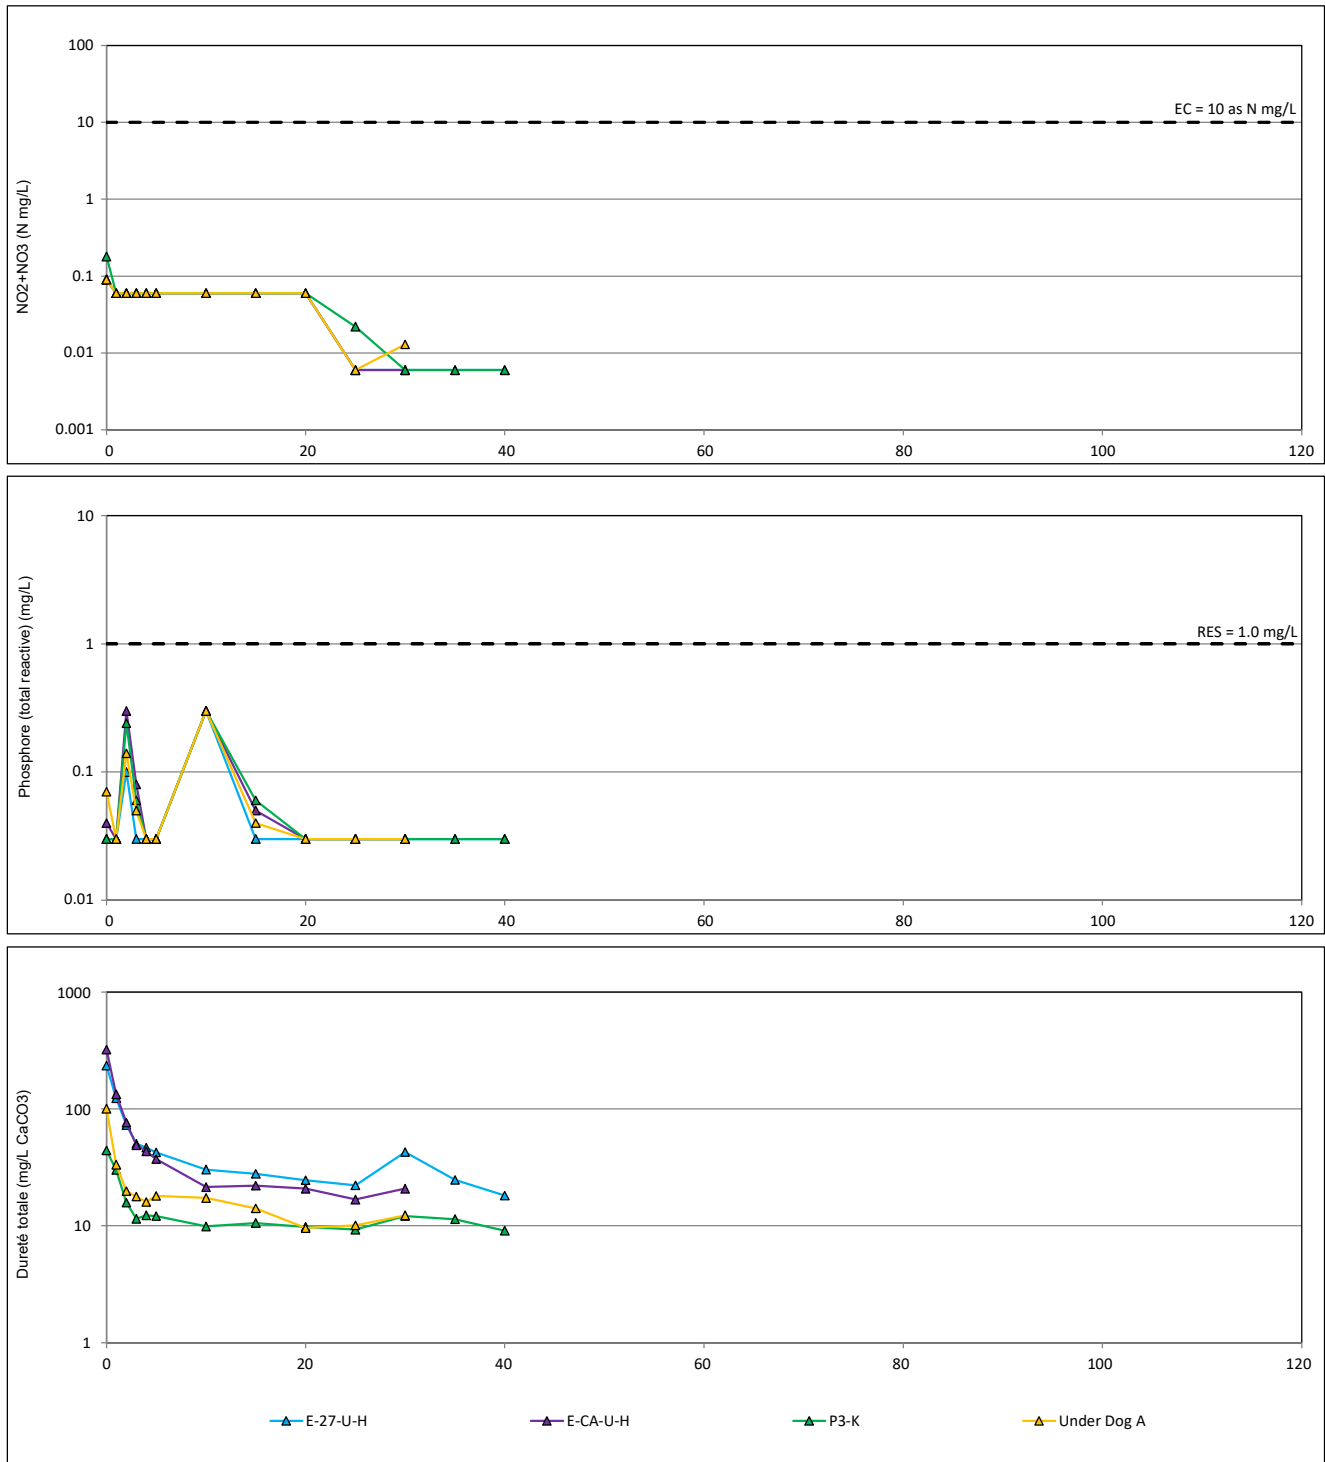 100
10
1
0.1
0.01
0.001
NO2+NO3 (N mg/L)
EC = 10 as N mg/L
0 20 40 60 80 100 120
10
1
0.1
0.01
Phosphore (total reactive) (mg/L)
RES = 1.0 mg/L
0 20 40 60 80 100 120
1000
100
10
1
Dureté totale (mg/L CaCO3)
0 20 40 60 80 100 120
E-27-U-H E-CA-U-H P3-K Under Dog A